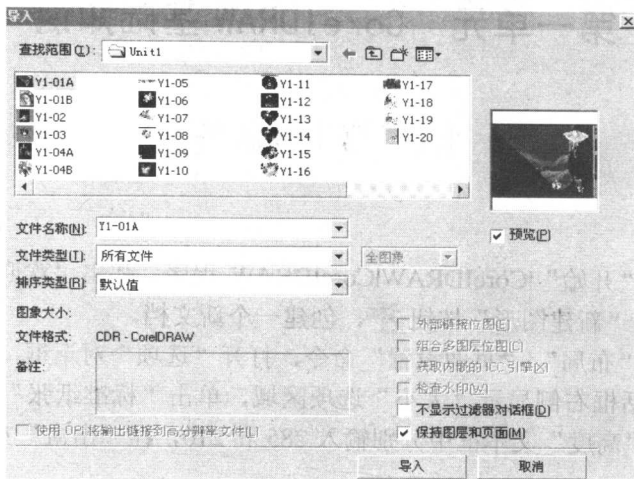 导入
查找范围(I): Unit1
Y1-01A Y1-05 Y1-11 Y1-17
Y1-01B Y1-06 Y1-12 Y1-18
Y1-02 Y1-07 Y1-13 Y1-19
Y1-03 Y1-08 Y1-14 Y1-20
Y1-04A Y1-09 Y1-15
Y1-04B Y1-10 Y1-16
文件名称(N): Y1-01A
预览(P)
文件类型(T): 所有文件 全图象
排序类型(R): 默认值
图象大小:
文件格式: CDR - CorelDRAW
备注:
外部链接位图(E)
组合多图层位图(C)
获取内嵌的 ICC 引擎(X)
检查水印(W)
不显示过滤器对话框(D)
使用 OPI 将输出链接到高分辨率文件(L)
保持图层和页面(M)
导入 取消